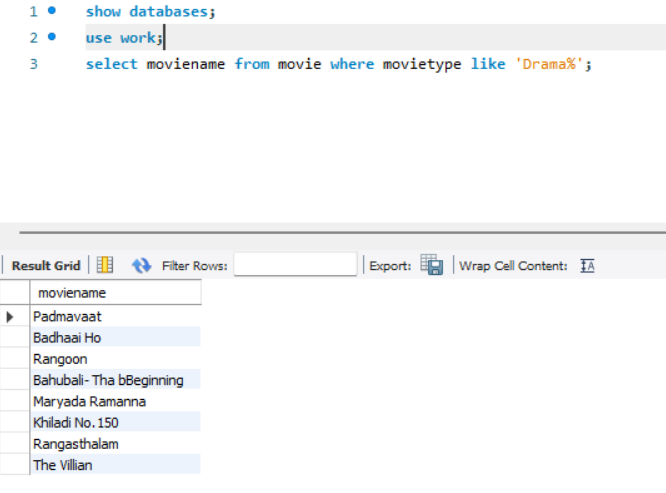 1 show databases;
2 use work;
3 select moviename from movie where movietype like 'Drama%';
Result Grid Filter Rows: Export: Wrap Cell Content: IA
moviename
Padmavaat
Badhaai Ho
Rangoon
Bahubali- Tha bBeginning
Maryada Ramanna
Khiladi No. 150
Rangasthalam
The Villian